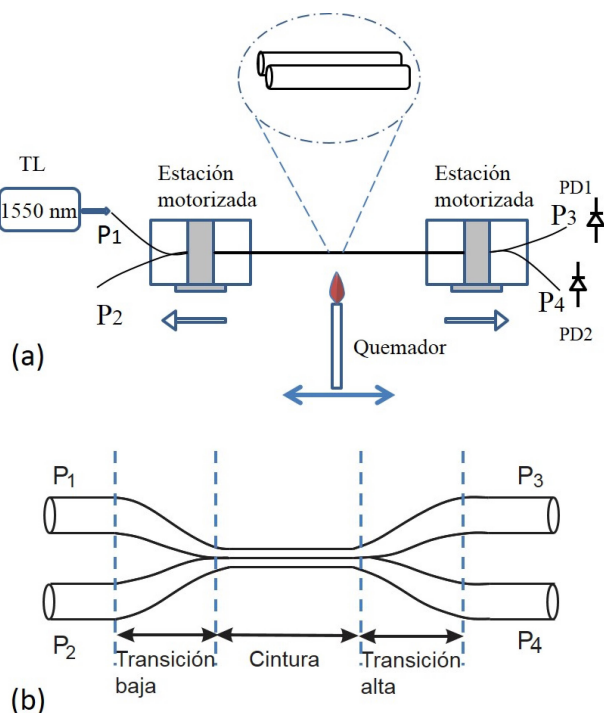 TL
1550 nm
P1
P2
Estación
motorizada
Estación
motorizada
PD1
P3
P4
PD2
Quemador
(a)
P1
P3
P2
P4
Transición
baja
Cintura
Transición
alta
(b)